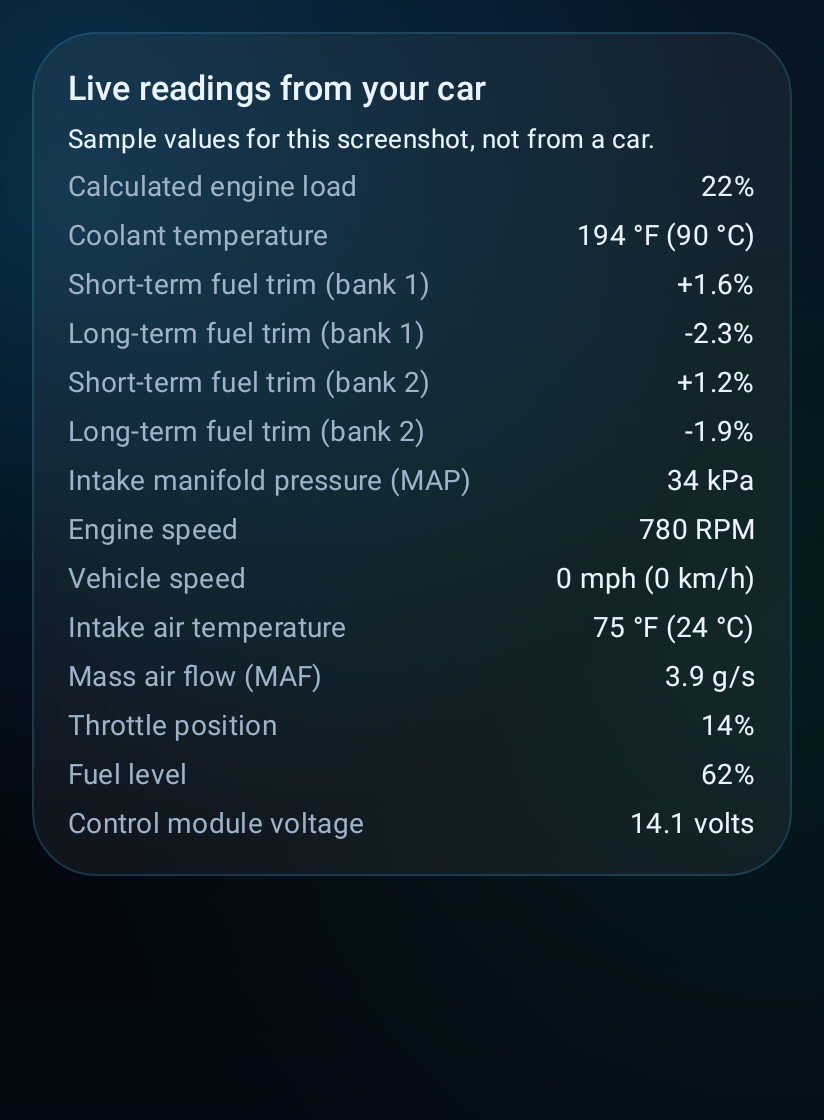 Live readings from your car
Sample values for this screenshot, not from a car.
Calculated engine load 22%
Coolant temperature 194 °F (90 °C)
Short-term fuel trim (bank 1) +1.6%
Long-term fuel trim (bank 1) -2.3%
Short-term fuel trim (bank 2) +1.2%
Long-term fuel trim (bank 2) -1.9%
Intake manifold pressure (MAP) 34 kPa
Engine speed 780 RPM
Vehicle speed 0 mph (0 km/h)
Intake air temperature 75 °F (24 °C)
Mass air flow (MAF) 3.9 g/s
Throttle position 14%
Fuel level 62%
Control module voltage 14.1 volts